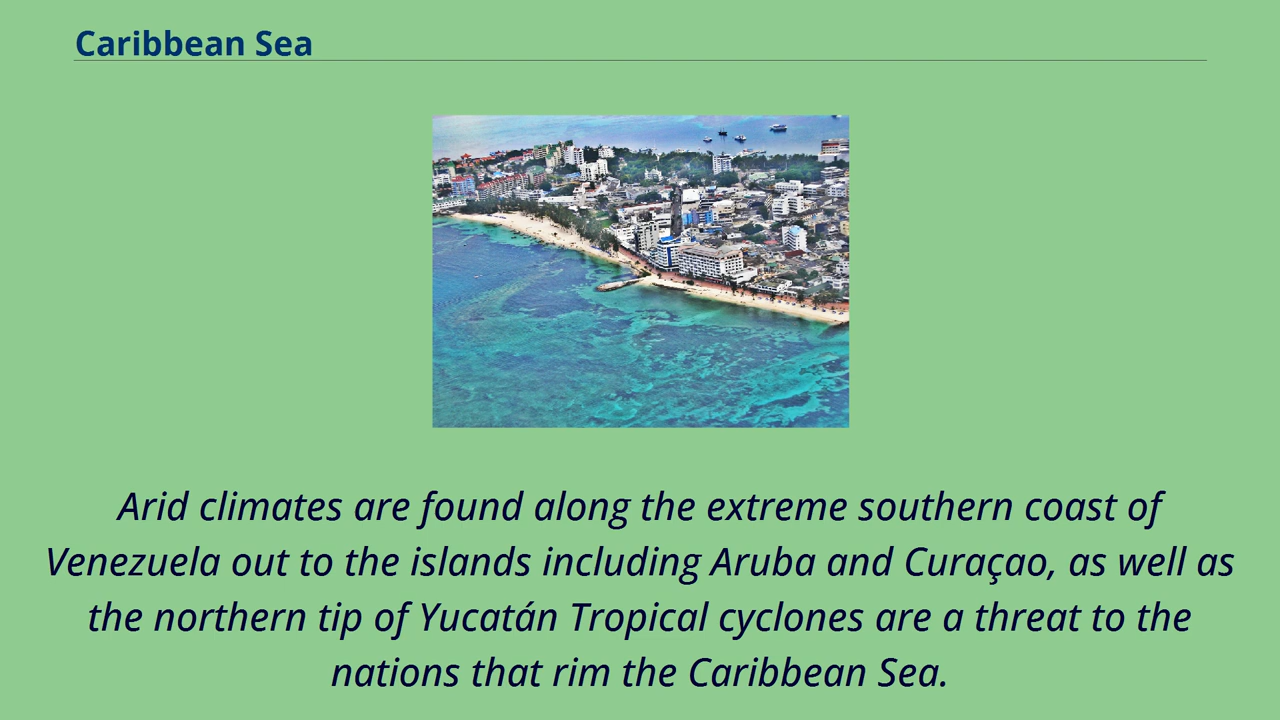 Caribbean Sea
Arid climates are found along the extreme southern coast of
Venezuela out to the islands including Aruba and Curaçao, as well as
the northern tip of Yucatán Tropical cyclones are a threat to the
nations that rim the Caribbean Sea.